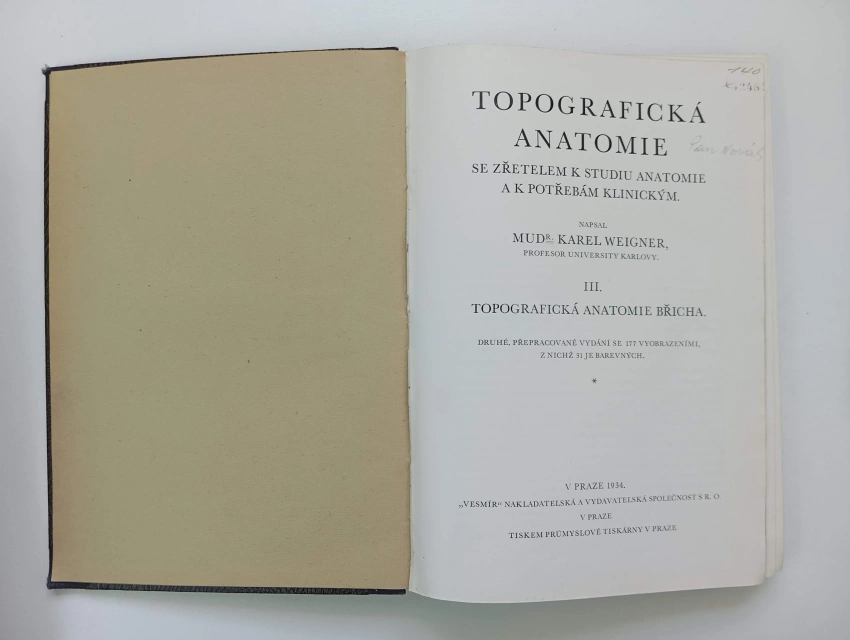 140
TOPOGRAFICKÁ
ANATOMIE
SE ZŘETELEM K STUDIU ANATOMIE
A K POTŘEBÁM KLINICKÝM.
NAPSAL
MUDR. KAREL WEIGNER,
PROFESOR UNIVERSITY KARLOVY.
III.
TOPOGRAFICKÁ ANATOMIE BŘICHA.
DRUHÉ, PŘEPRACOVANÉ VYDÁNÍ SE 177 VYOBRAZENÍMI,
Z NICHŽ 31 JE BAREVNÝCH.
*
V PRAZE 1934.
„VESMÍR“ NAKLADATELSKÁ A VYDAVATELSKÁ SPOLEČNOST S R. O.
V PRAZE
TISKEM PRŮMYSLOVÉ TISKÁRNY V PRAZE